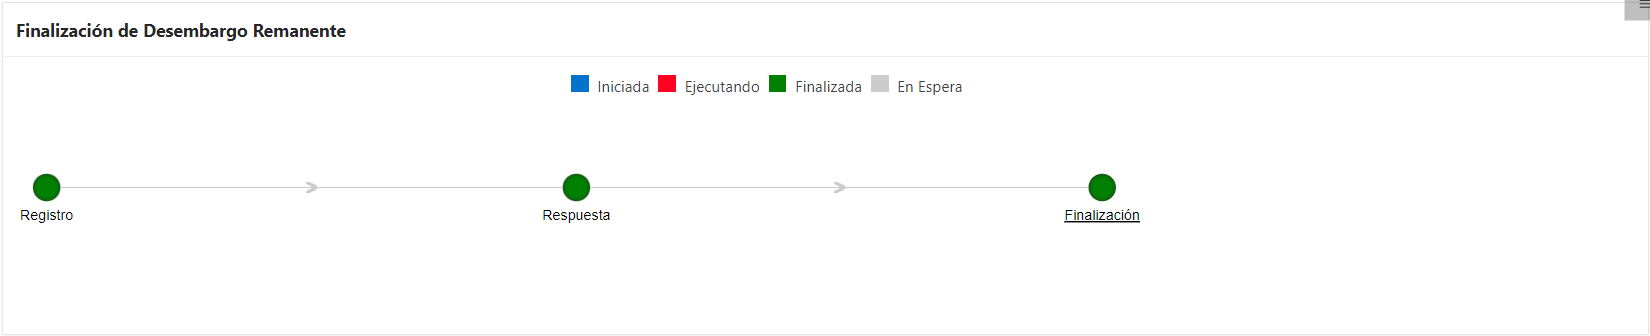 Finalización de Desembargo Remanente
Iniciada Ejecutando Finalizada En Espera
Registro Respuesta Finalización